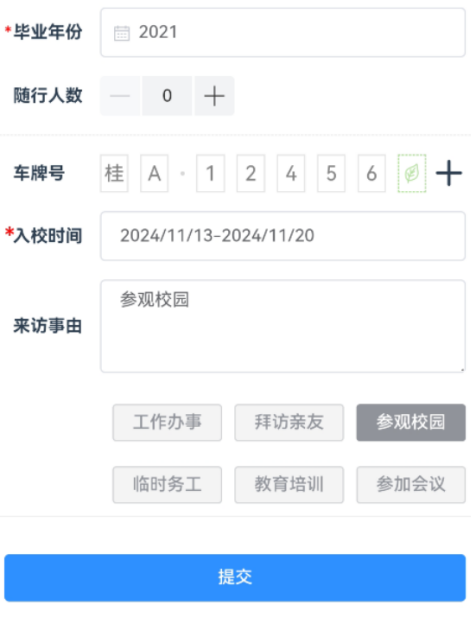 *毕业年份 2021
随行人数 0
车牌号 桂 A · 1 2 4 5 6
*入校时间 2024/11/13-2024/11/20
来访事由 参观校园
工作办事 拜访亲友 参观校园
临时务工 教育培训 参加会议
提交